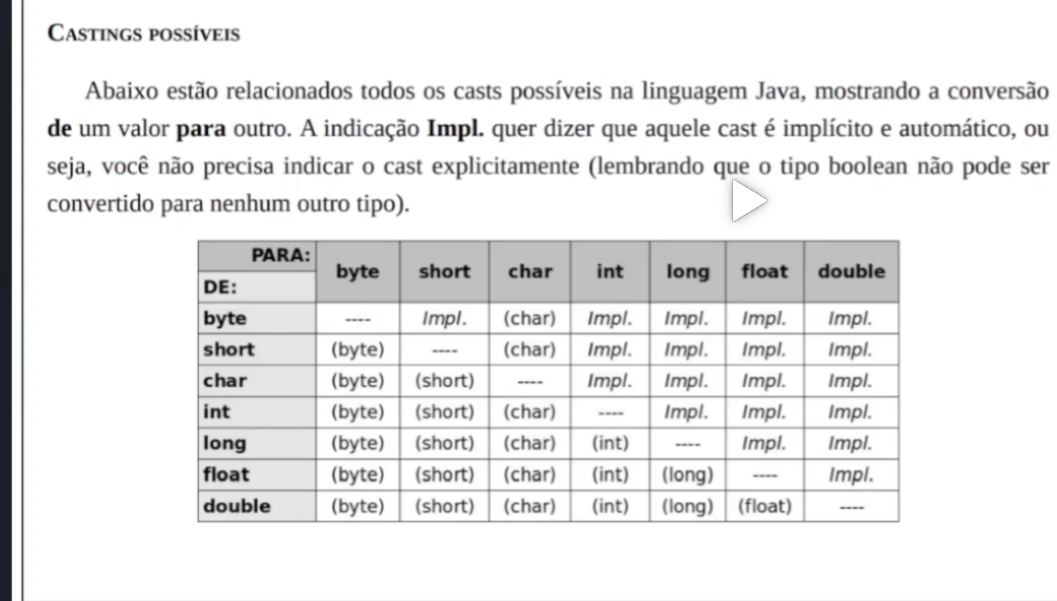 CASTINGS POSSÍVEIS
Abaixo estão relacionados todos os casts possíveis na linguagem Java, mostrando a conversão
de um valor para outro. A indicação Impl. quer dizer que aquele cast é implícito e automático, ou
seja, você não precisa indicar o cast explicitamente (lembrando que o tipo boolean não pode ser
convertido para nenhum outro tipo).
PARA:
DE:
byte short char int long float double
byte ---- Impl. (char) Impl. Impl. Impl. Impl.
short (byte) ---- (char) Impl. Impl. Impl. Impl.
char (byte) (short) ---- Impl. Impl. Impl. Impl.
int (byte) (short) (char) ---- Impl. Impl. Impl.
long (byte) (short) (char) (int) ---- Impl. Impl.
float (byte) (short) (char) (int) (long) ---- Impl.
double (byte) (short) (char) (int) (long) (float) ----